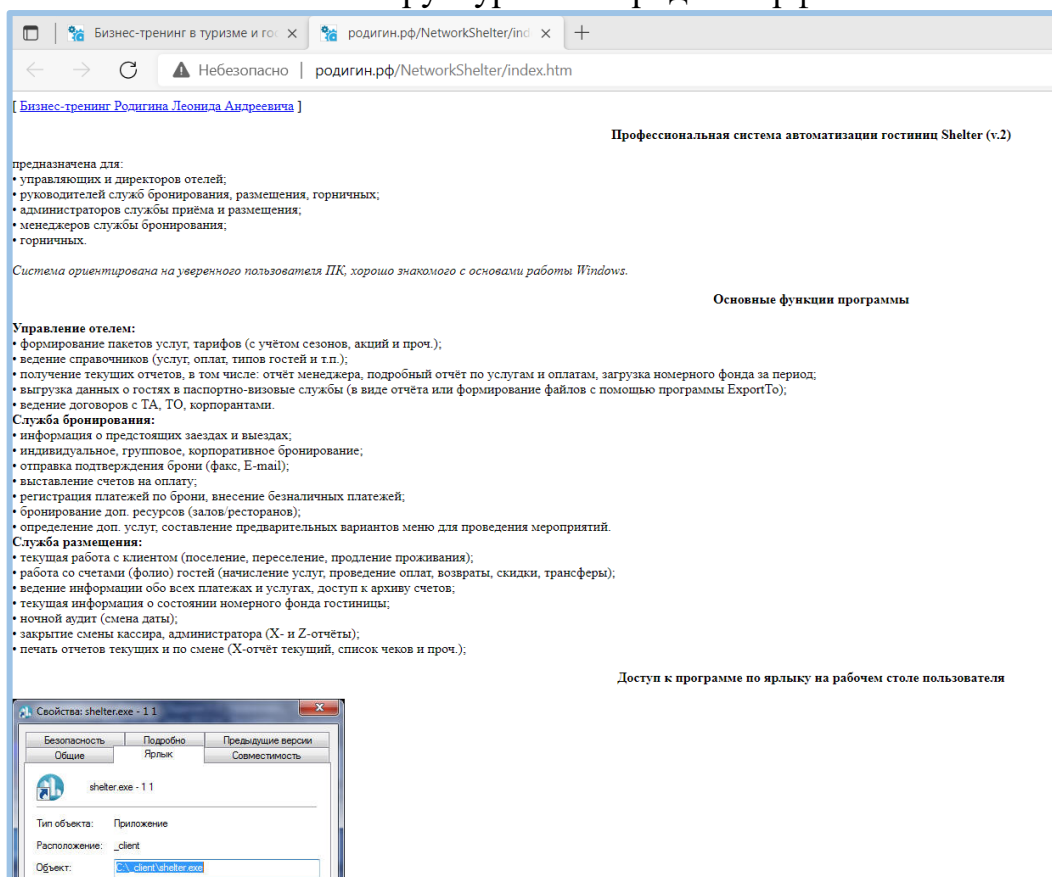 Бизнес-тренинг в туризме и гос
родигин.рф/NetworkShelter/ind
Небезопасно | родигин.рф/NetworkShelter/index.htm
[ Бизнес-тренинг Родигина Леонида Андреевича ]
Профессиональная система автоматизации гостиниц Shelter (v.2)
предназначена для:
• управляющих и директоров отелей;
• руководителей служб бронирования, размещения, горничных;
• администраторов службы приёма и размещения;
• менеджеров службы бронирования;
• горничных.
Система ориентирована на уверенного пользователя ПК, хорошо знакомого с основами работы Windows.
Основные функции программы
Управление отелем:
• формирование пакетов услуг, тарифов (с учётом сезонов, акций и проч.);
• ведение справочников (услуг, оплат, типов гостей и т.п.);
• получение текущих отчетов, в том числе: отчёт менеджера, подробный отчёт по услугам и оплатам, загрузка номерного фонда за период;
• выгрузка данных о гостях в паспортно-визовые службы (в виде отчёта или формирование файлов с помощью программы ExportTo);
• ведение договоров с ТА, ТО, корпорантами.
Служба бронирования:
• информация о предстоящих заездах и выездах;
• индивидуальное, групповое, корпоративное бронирование;
• отправка подтверждения брони (факс, E-mail);
• выставление счетов на оплату;
• регистрация платежей по брони, внесение безналичных платежей;
• бронирование доп. ресурсов (залов/ресторанов);
• определение доп. услуг, составление предварительных вариантов меню для проведения мероприятий.
Служба размещения:
• текущая работа с клиентом (поселение, переселение, продление проживания);
• работа со счетами (фолио) гостей (начисление услуг, проведение оплат, возвраты, скидки, трансферы);
• ведение информации обо всех платежах и услугах, доступ к архиву счетов;
• текущая информация о состоянии номерного фонда гостиницы;
• ночной аудит (смена даты);
• закрытие смены кассира, администратора (X- и Z-отчёты);
• печать отчетов текущих и по смене (X-отчёт текущий, список чеков и проч.);
Доступ к программе по ярлыку на рабочем столе пользователя
Свойства: shelter.exe - 1 1
Безопасность Подробно Предыдущие версии
Общие Ярлык Совместимость
shelter.exe - 1 1
Тип объекта: Приложение
Расположение: _client
Объект: C:\_client\shelter.exe